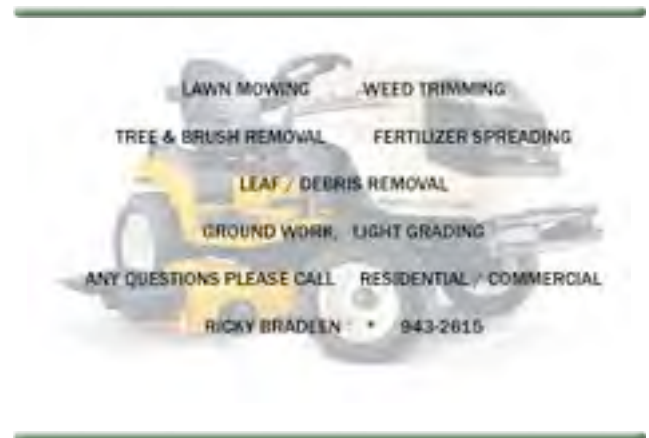 LAWN MOWING WEED TRIMMING
TREE & BRUSH REMOVAL FERTILIZER SPREADING
LEAF / DEBRIS REMOVAL
GROUND WORK, LIGHT GRADING
ANY QUESTIONS PLEASE CALL RESIDENTIAL / COMMERCIAL
RICKY BRADEEN : * 943-2615